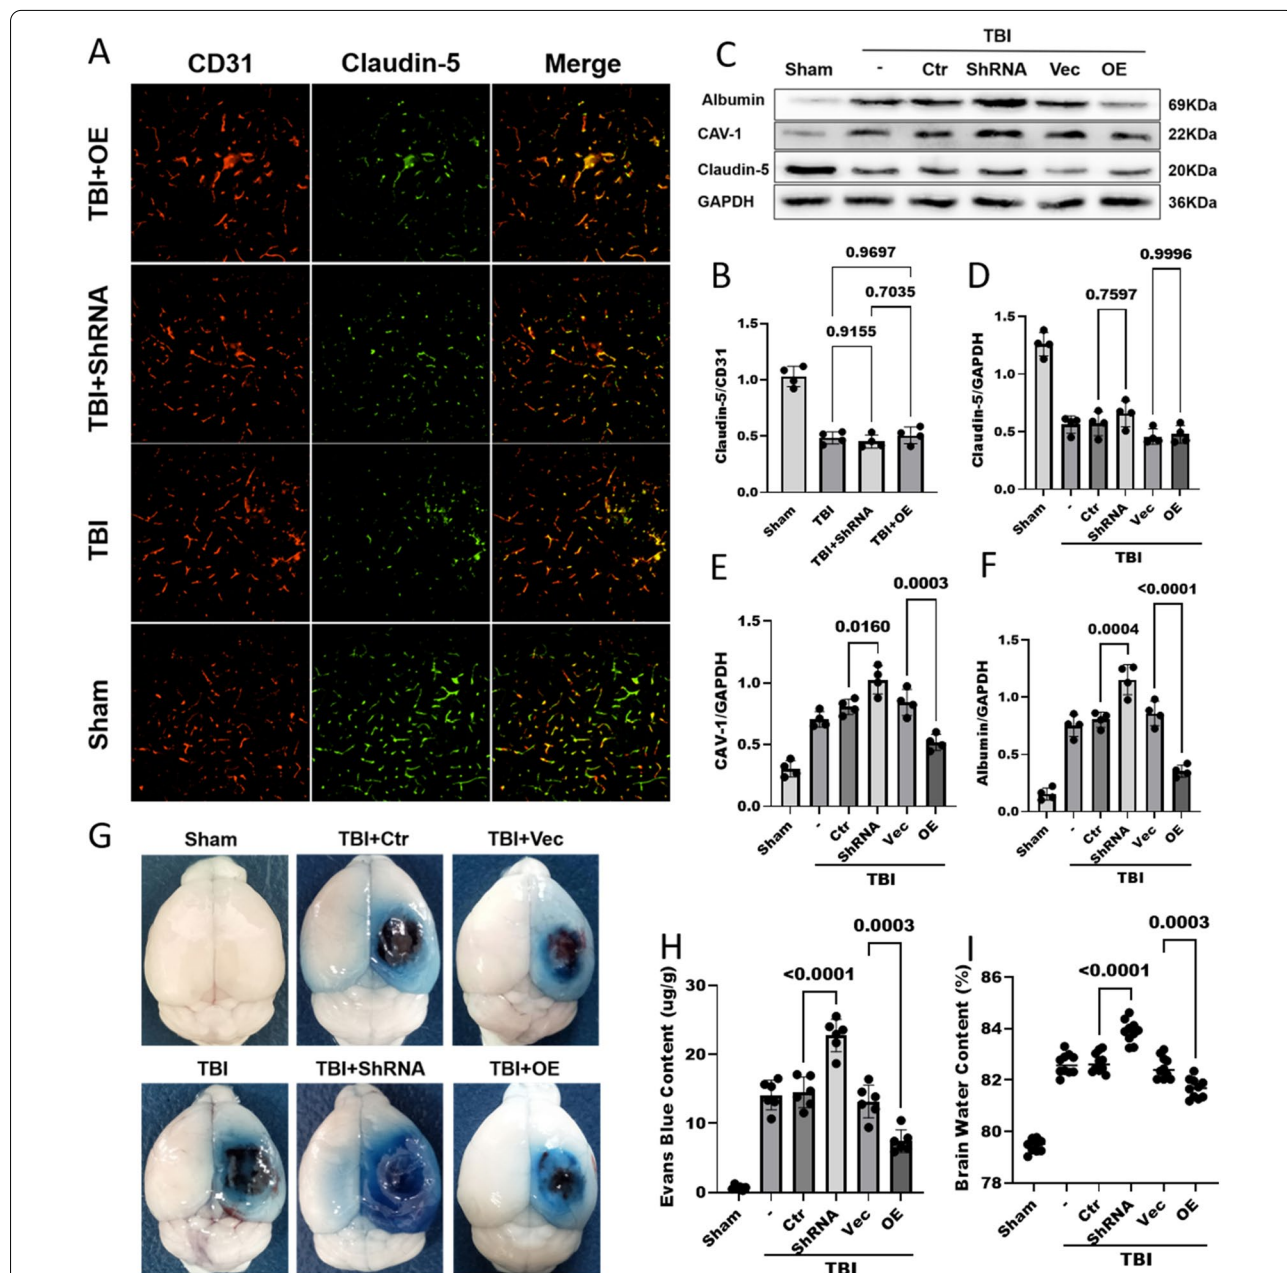 A
CD31 Claudin-5 Merge
TBI+OE
TBI+ShRNA
TBI
Sham
C
TBI
Sham - Ctr ShRNA Vec OE
Albumin 69KDa
CAV-1 22KDa
Claudin-5 20KDa
GAPDH 36KDa
B
0.9697
0.7035
0.9155
Claudin-5/CD31
1.5
1.0
0.5
0.0
Sham TBI TBI+ShRNA TBI+OE
D
0.9996
0.7597
Claudin-5/GAPDH
1.5
1.0
0.5
0.0
Sham - Ctr ShRNA Vec OE
TBI
E
0.0003
0.0160
CAV-1/GAPDH
1.5
1.0
0.5
0.0
Sham - Ctr ShRNA Vec OE
TBI
F
<0.0001
0.0004
Albumin/GAPDH
1.5
1.0
0.5
0.0
Sham - Ctr ShRNA Vec OE
TBI
G
Sham TBI+Ctr TBI+Vec
TBI TBI+ShRNA TBI+OE
H
0.0003
<0.0001
Evans Blue Content (ug/g)
30
20
10
0
Sham - Ctr ShRNA Vec OE
TBI
I
0.0003
<0.0001
Brain Water Content (%)
86
84
82
80
78
Sham - Ctr ShRNA Vec OE
TBI